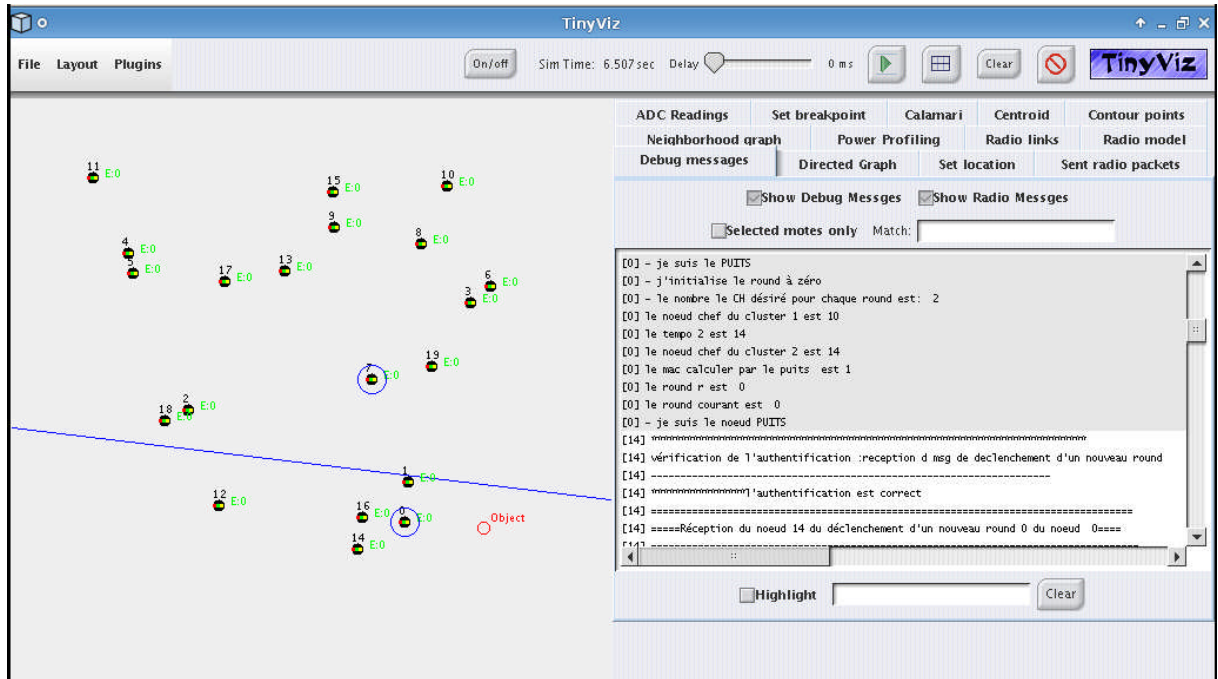 TinyViz
File Layout Plugins On/off Sim Time: 6.507 sec Delay 0 ms Clear TinyViz
ADC Readings Set breakpoint Calamari Centroid Contour points
Neighborhood graph Power Profiling Radio links Radio model
Debug messages Directed Graph Set location Sent radio packets
Show Debug Messges Show Radio Messges
Selected motes only Match:
[0] - je suis le PUITS
[0] - j'initialise le round à zéro
[0] - le nombre le CH désiré pour chaque round est: 2
[0] le noeud chef du cluster 1 est 10
[0] le tempo 2 est 14
[0] le noeud chef du cluster 2 est 14
[0] le mac calculer par le puits est 1
[0] le round r est 0
[0] le round courant est 0
[0] - je suis le noeud PUITS
[14]
[14] vérification de l'authentification :reception d msg de declenchement d'un nouveau round
[14] ----------------------------------------------------------
[14] l'authentification est correct
[14] ======================================================================
[14] =====Réception du noeud 14 du déclenchement d'un nouveau round 0 du noeud 0====
[14] ======================================================================
Highlight Clear
11 E:0
15 E:0
10 E:0
9 E:0
8 E:0
4 E:0
5 E:0
17 E:0
13 E:0
6 E:0
3 E:0
19 E:0
7 E:0
2 E:0
18 E:0
1 E:0
12 E:0
16 E:0
0 E:0
Object
14 E:0